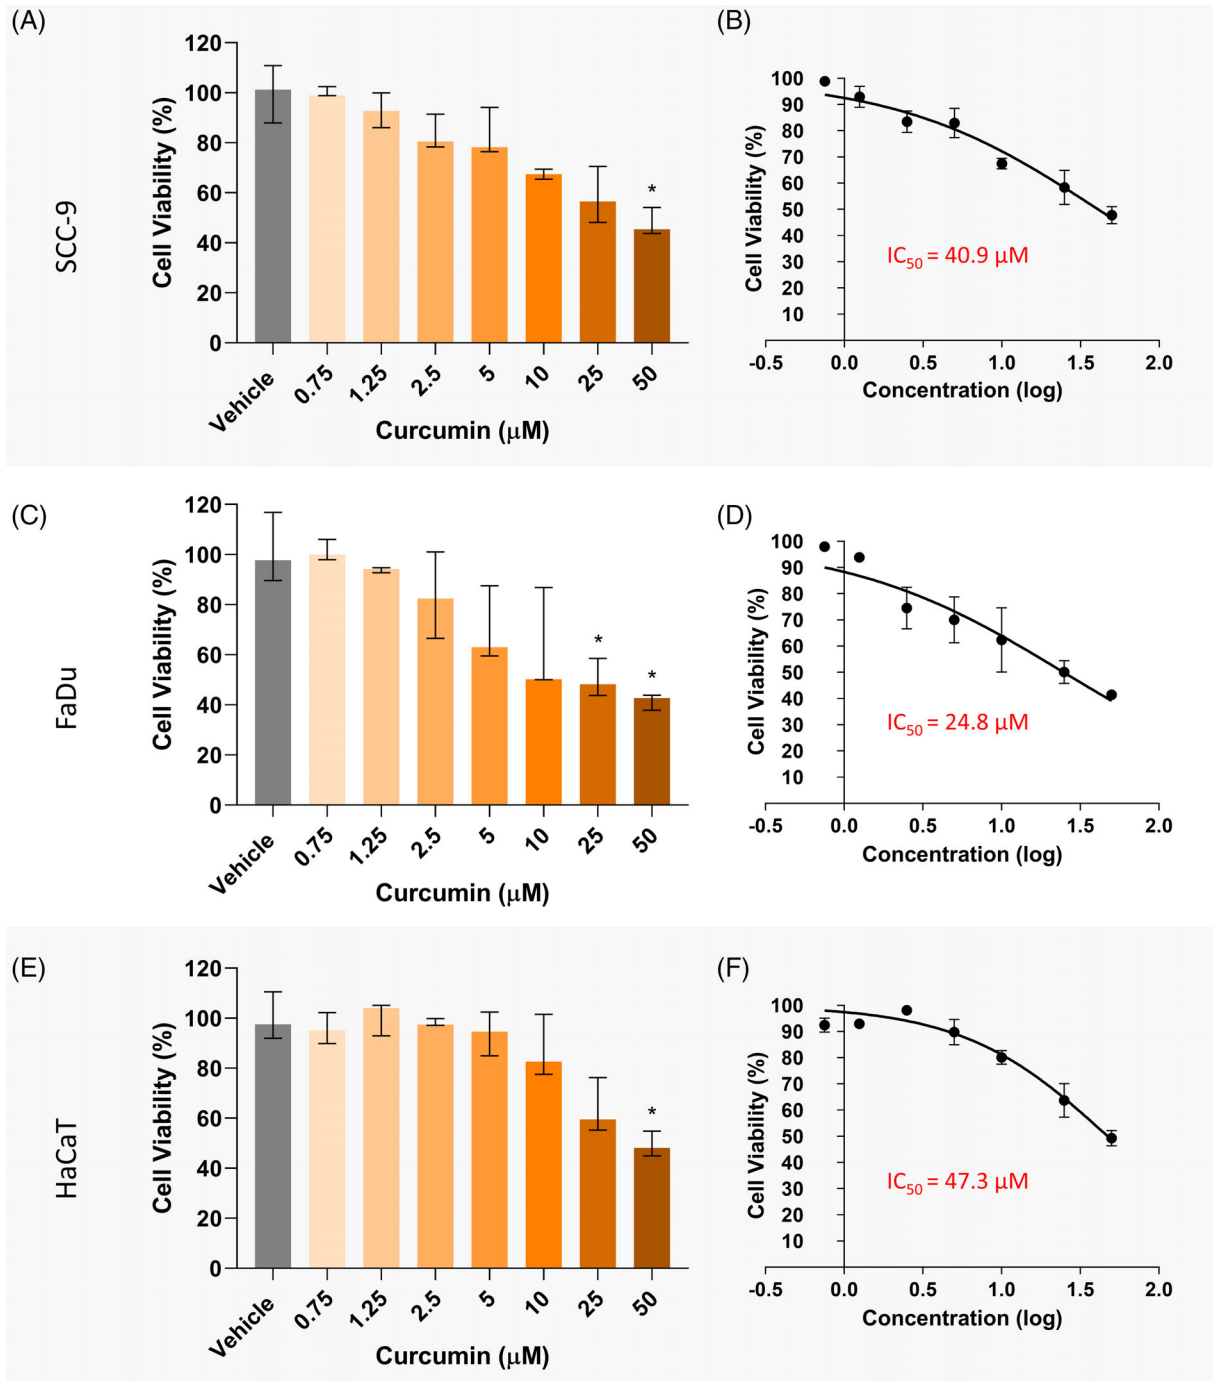 (A)
SCC-9
Cell Viability (%)
120
100
80
60
40
20
0
*
Vehicle 0.75 1.25 2.5 5 10 25 50
Curcumin (μM)
(B)
Cell Viability (%)
100
90
80
70
60
50
40
30
20
10
IC50 = 40.9 μM
-0.5 0.0 0.5 1.0 1.5 2.0
Concentration (log)
(C)
FaDu
Cell Viability (%)
120
100
80
60
40
20
0
* *
Vehicle 0.75 1.25 2.5 5 10 25 50
Curcumin (μM)
(D)
Cell Viability (%)
100
90
80
70
60
50
40
30
20
10
IC50 = 24.8 μM
-0.5 0.0 0.5 1.0 1.5 2.0
Concentration (log)
(E)
HaCaT
Cell Viability (%)
120
100
80
60
40
20
0
*
Vehicle 0.75 1.25 2.5 5 10 25 50
Curcumin (μM)
(F)
Cell Viability (%)
100
90
80
70
60
50
40
30
20
10
IC50 = 47.3 μM
-0.5 0.0 0.5 1.0 1.5 2.0
Concentration (log)